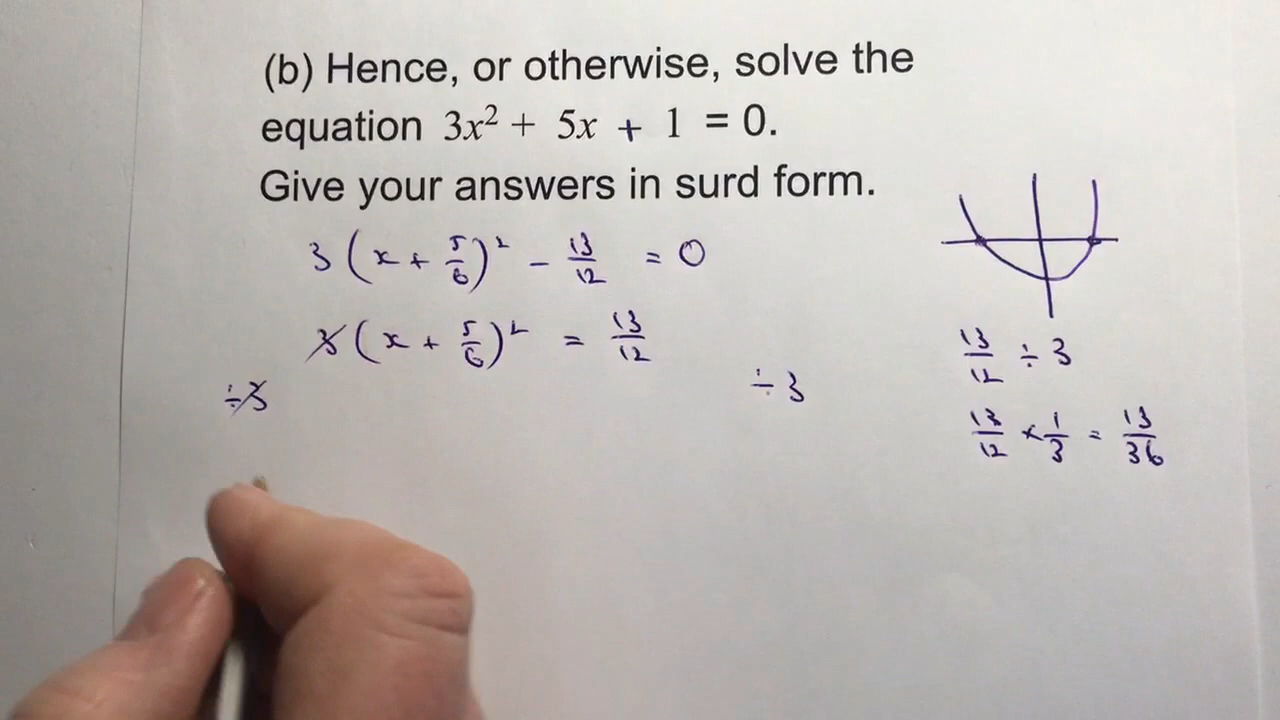 (b) Hence, or otherwise, solve the
equation 3x² + 5x + 1 = 0.
Give your answers in surd form.
3(x + 5/6)² - 13/12 = 0
3(x + 5/6)² = 13/12
÷3 ÷3
13/12 ÷ 3
13/12 × 1/3 = 13/36